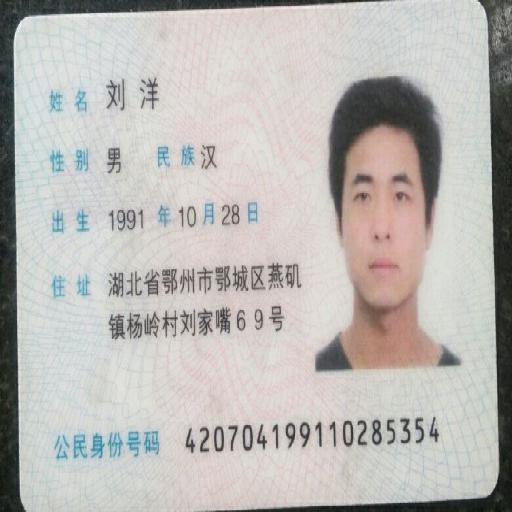 姓名 刘洋
性别 男 民族 汉
出生 1991 年 10 月 28 日
住址 湖北省鄂州市鄂城区燕矶
镇杨岭村刘家嘴69号
公民身份号码 420704199110285354